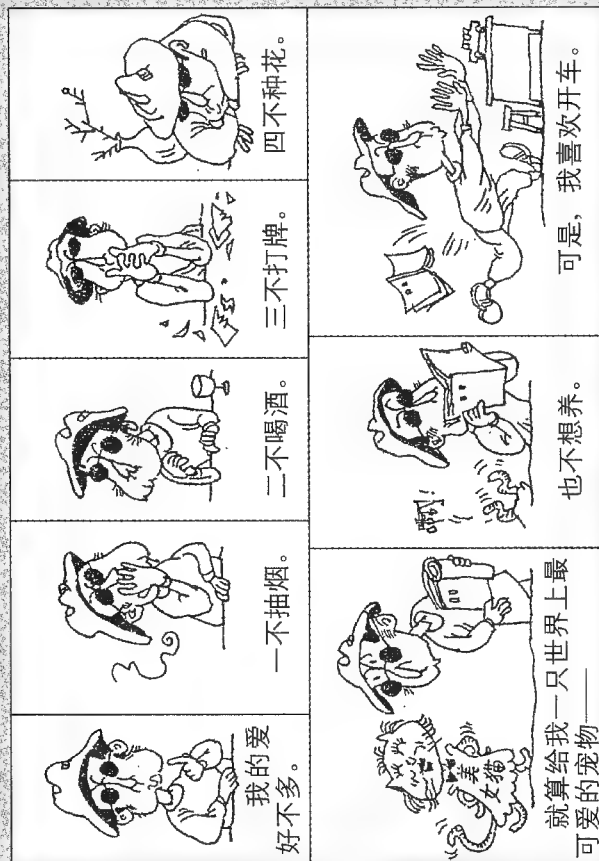 我的爱
好不多。
一不抽烟。
二不喝酒。
三不打牌。
四不种花。
就算给我一只世界上最
可爱的宠物——
美
女猫
啊!
也不想养。
可是，我喜欢开车。